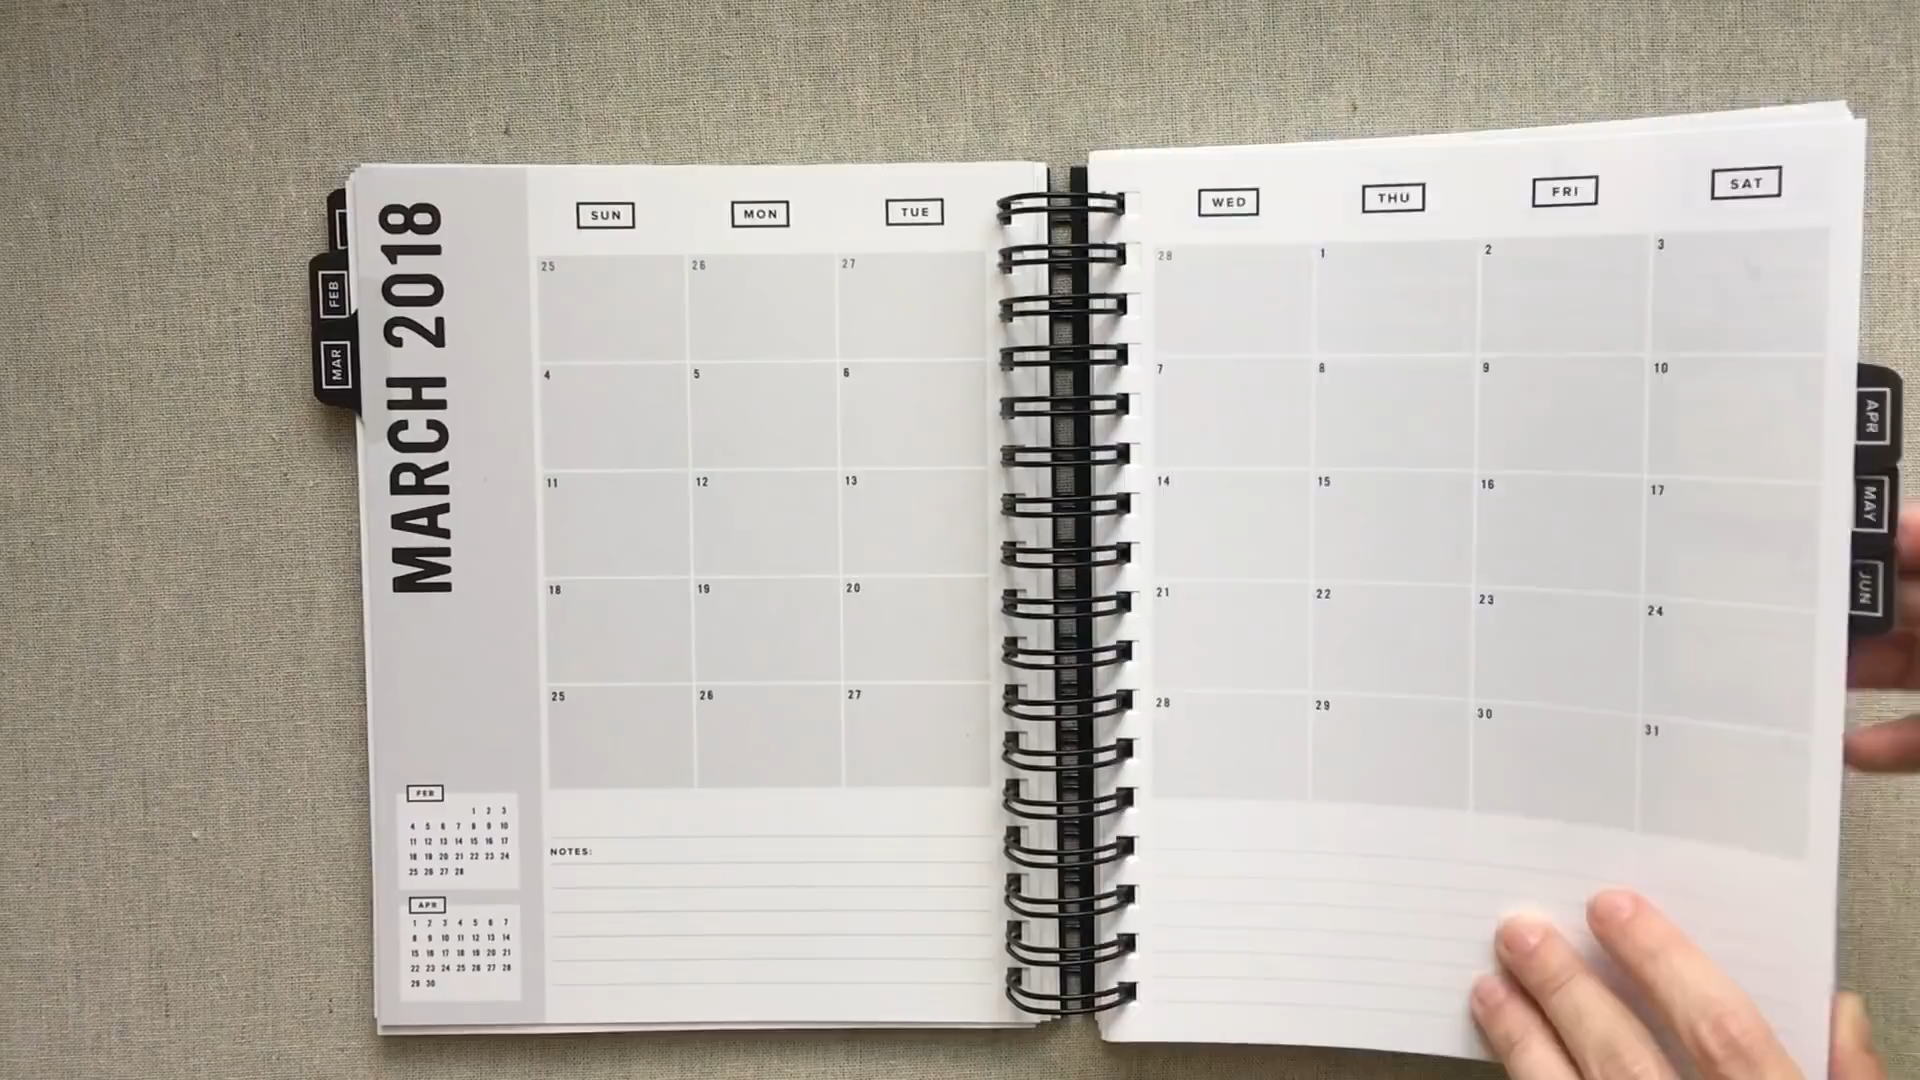 MARCH 2018
SUN MON TUE WED THU FRI SAT
25 26 27 28 1 2 3
4 5 6 7 8 9 10
11 12 13 14 15 16 17
18 19 20 21 22 23 24
25 26 27 28 29 30 31
NOTES:
FEB
1 2 3
4 5 6 7 8 9 10
11 12 13 14 15 16 17
18 19 20 21 22 23 24
25 26 27 28
APR
1 2 3 4 5 6 7
8 9 10 11 12 13 14
15 16 17 18 19 20 21
22 23 24 25 26 27 28
29 30
FEB
MAR
APR
MAY
JUN